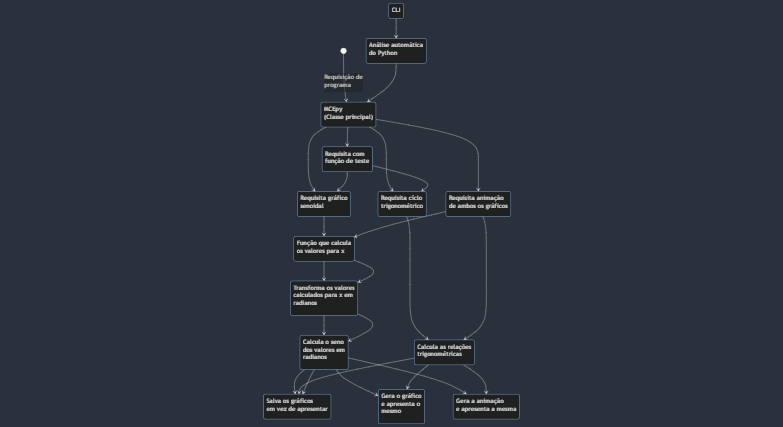 CLI
Análise automática
do Python
Requisição de
programa
MCEpy
(Classe principal)
Requisita com
função de teste
Requisita gráfico
senoidal
Requisita ciclo
trigonométrico
Requisita animação
de ambos os gráficos
Função que calcula
os valores para x
Transforma os valores
calculados para x em
radianos
Calcula o seno
dos valores em
radianos
Calcula as relações
trigonométricas
Salva os gráficos
em vez de apresentar
Gera o gráfico
e apresenta o
mesmo
Gera a animação
e apresenta a mesma